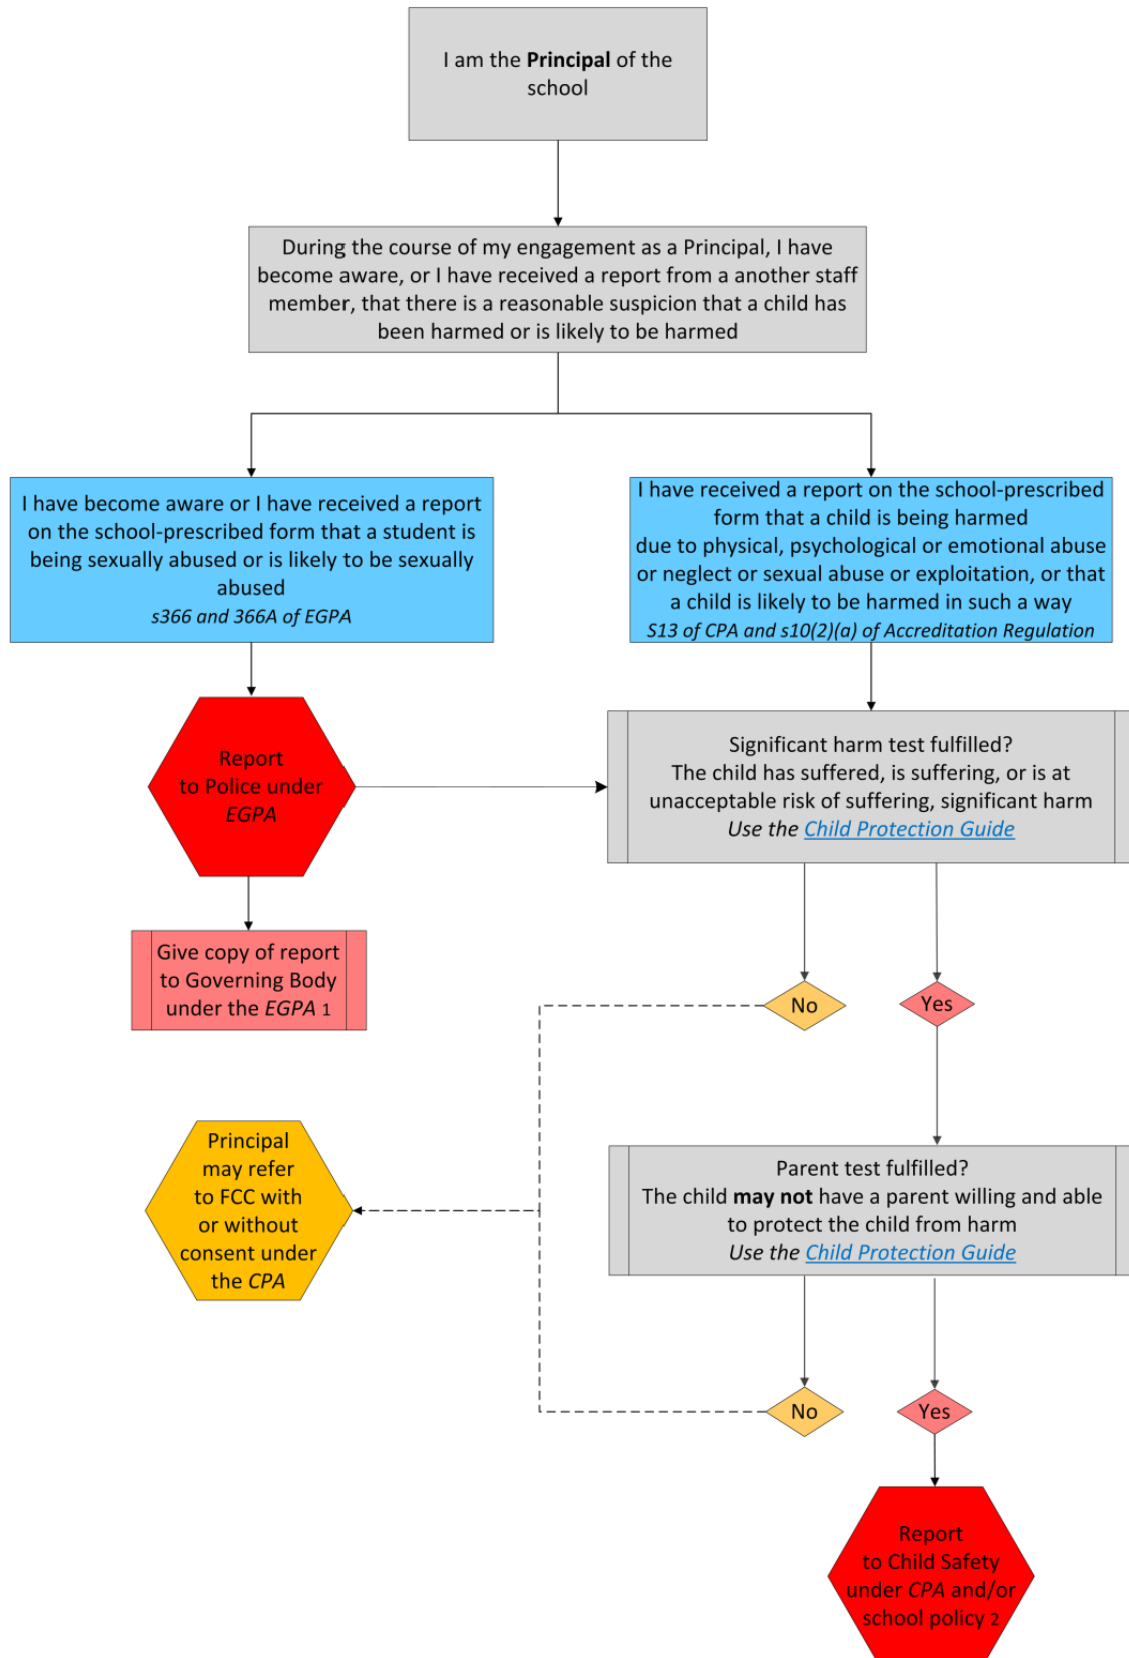 I am the Principal of the
school
During the course of my engagement as a Principal, I have
become aware, or I have received a report from a another staff
member, that there is a reasonable suspicion that a child has
been harmed or is likely to be harmed
I have become aware or I have received a report
on the school-prescribed form that a student is
being sexually abused or is likely to be sexually
abused
s366 and 366A of EGPA
I have received a report on the school-prescribed
form that a child is being harmed
due to physical, psychological or emotional abuse
or neglect or sexual abuse or exploitation, or that
a child is likely to be harmed in such a way
S13 of CPA and s10(2)(a) of Accreditation Regulation
Report
to Police under
EGPA
Significant harm test fulfilled?
The child has suffered, is suffering, or is at
unacceptable risk of suffering, significant harm
Use the Child Protection Guide
Give copy of report
to Governing Body
under the EGPA 1
No
Yes
Principal
may refer
to FCC with
or without
consent under
the CPA
Parent test fulfilled?
The child may not have a parent willing and able
to protect the child from harm
Use the Child Protection Guide
No
Yes
Report
to Child Safety
under CPA and/or
school policy 2